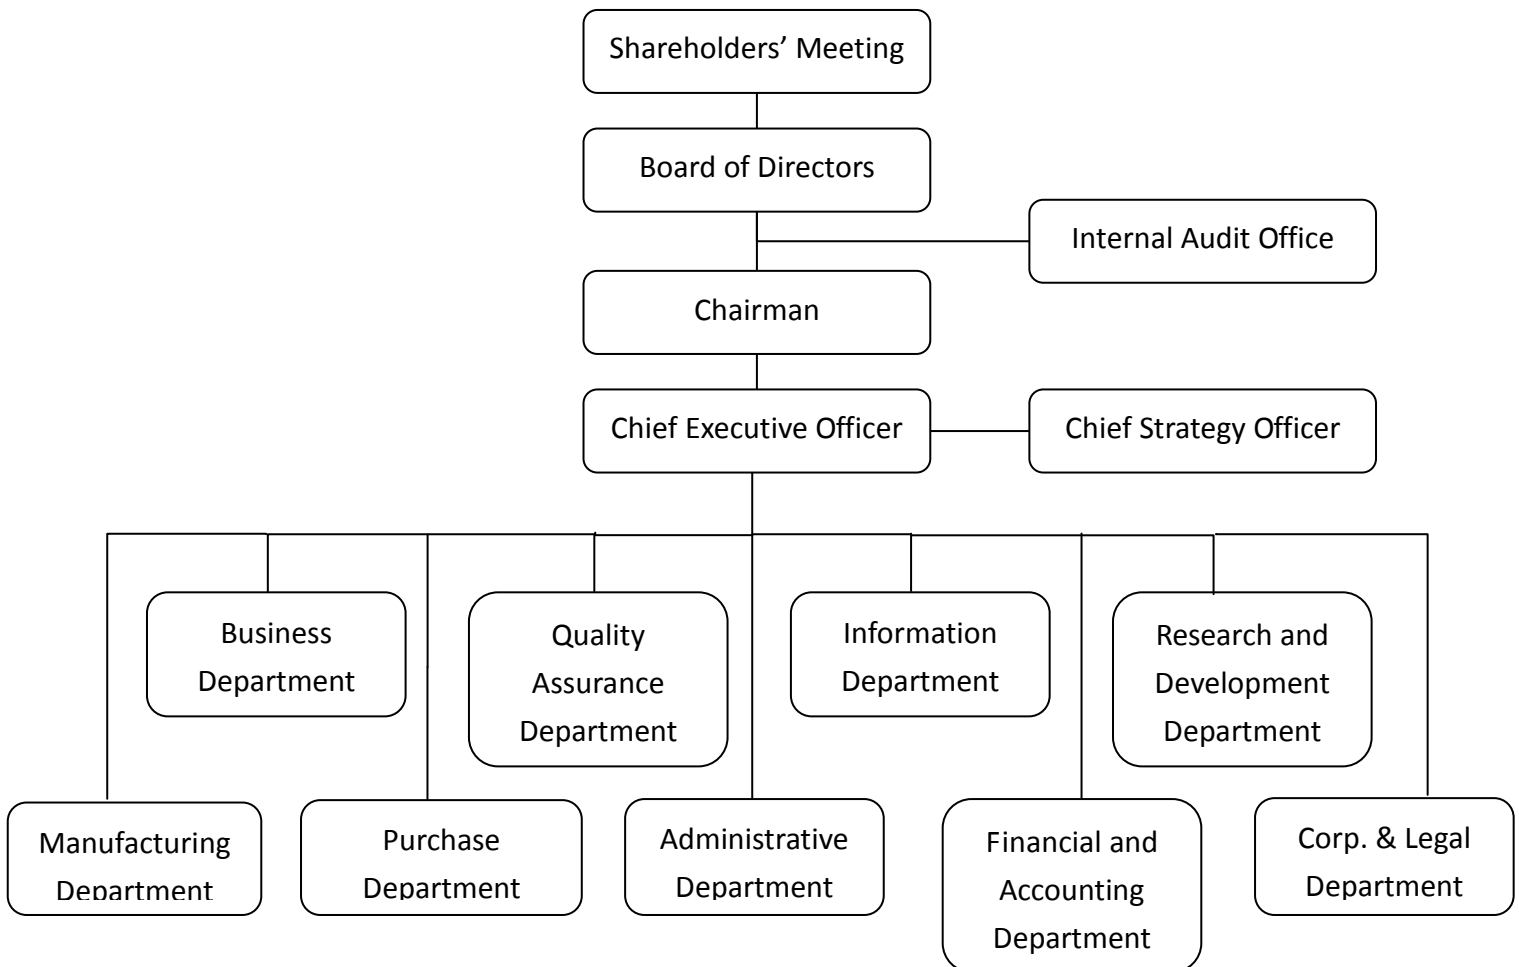 Shareholders’ Meeting
Board of Directors
Internal Audit Office
Chairman
Chief Executive Officer
Chief Strategy Officer
Business
Department
Quality
Assurance
Department
Information
Department
Research and
Development
Department
Manufacturing
Department
Purchase
Department
Administrative
Department
Financial and
Accounting
Department
Corp. & Legal
Department